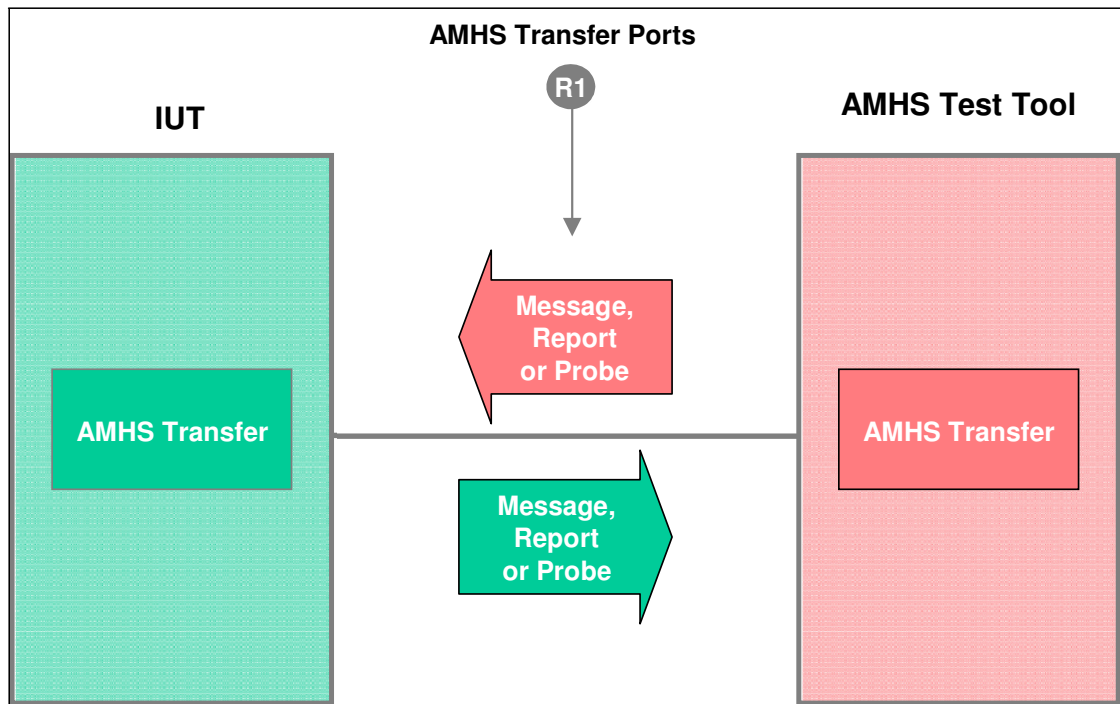 AMHS Transfer Ports
R1
IUT
AMHS Test Tool
Message,
Report
or Probe
AMHS Transfer
AMHS Transfer
Message,
Report
or Probe